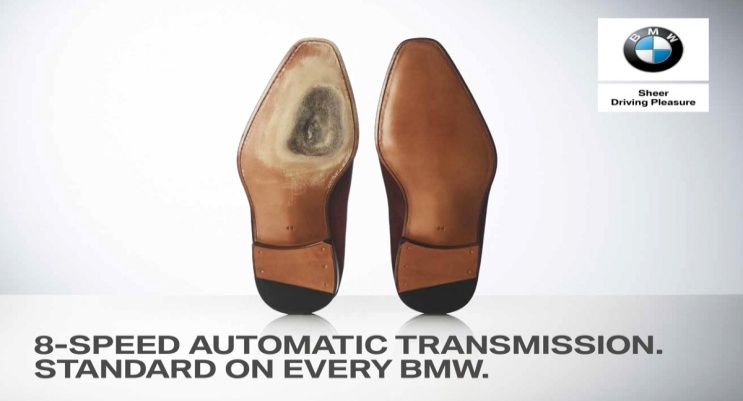 BMW
Sheer
Driving Pleasure
8-SPEED AUTOMATIC TRANSMISSION.
STANDARD ON EVERY BMW.